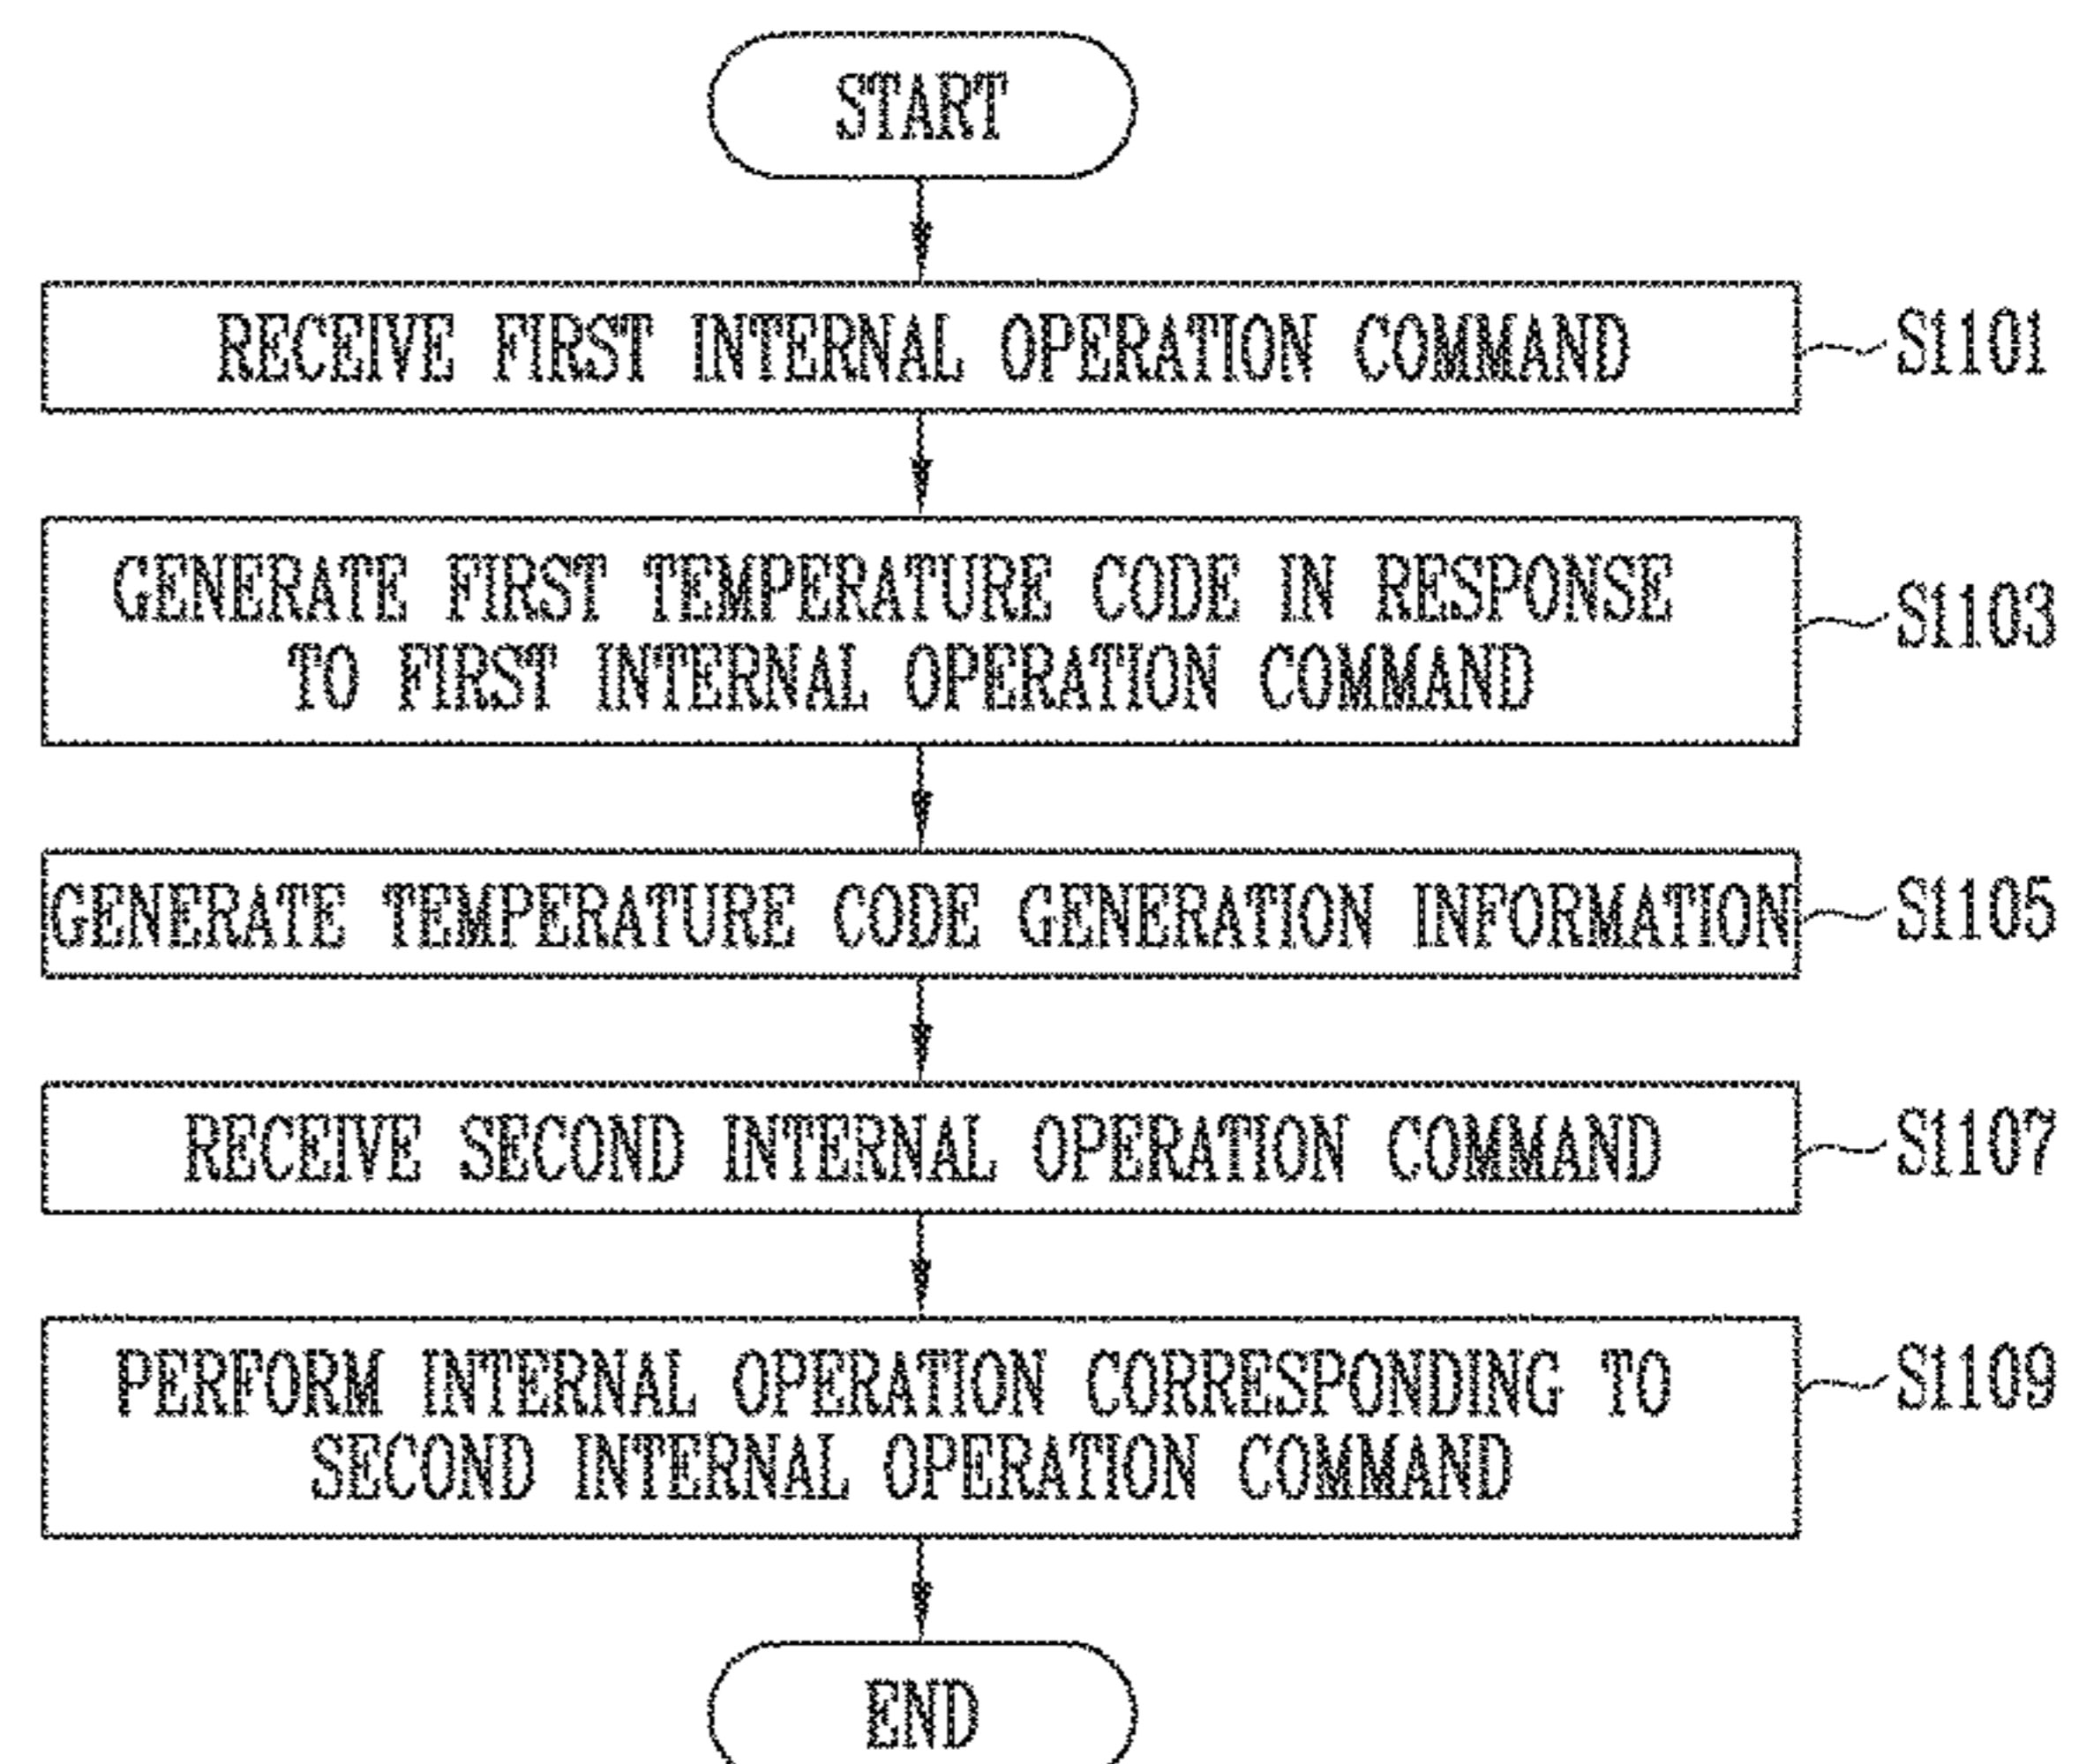 START
RECEIVE FIRST INTERNAL OPERATION COMMAND
S1101
GENERATE FIRST TEMPERATURE CODE IN RESPONSE
TO FIRST INTERNAL OPERATION COMMAND
S1103
GENERATE TEMPERATURE CODE GENERATION INFORMATION
S1105
RECEIVE SECOND INTERNAL OPERATION COMMAND
S1107
PERFORM INTERNAL OPERATION CORRESPONDING TO
SECOND INTERNAL OPERATION COMMAND
S1109
END